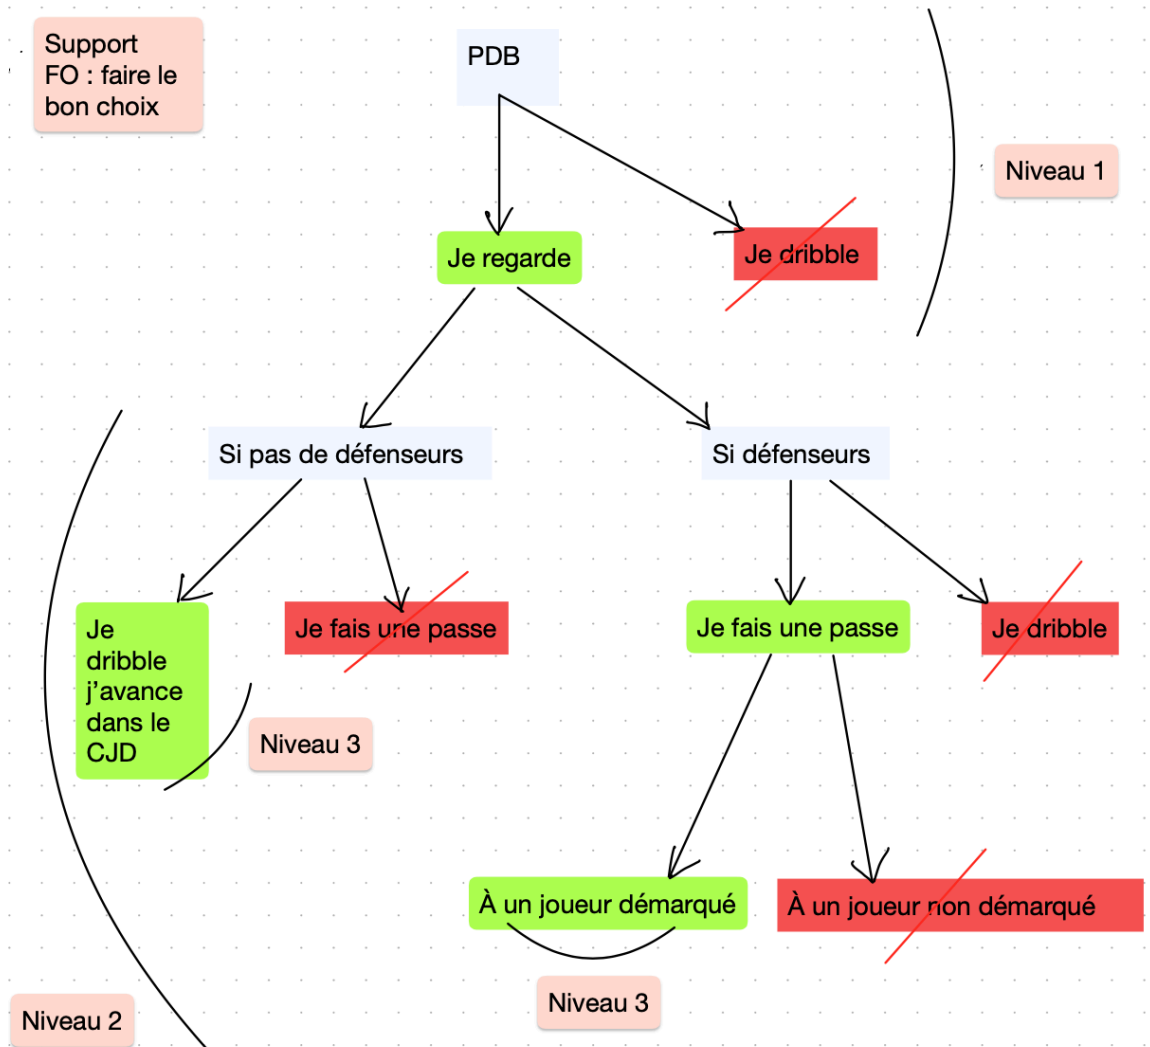 Support
FO : faire le
bon choix
PDB
Niveau 1
Je regarde
Je dribble
Si pas de défenseurs
Si défenseurs
Je
dribble
j’avance
dans le
CJD
Je fais une passe
Je fais une passe
Je dribble
Niveau 3
À un joueur démarqué
À un joueur non démarqué
Niveau 3
Niveau 2